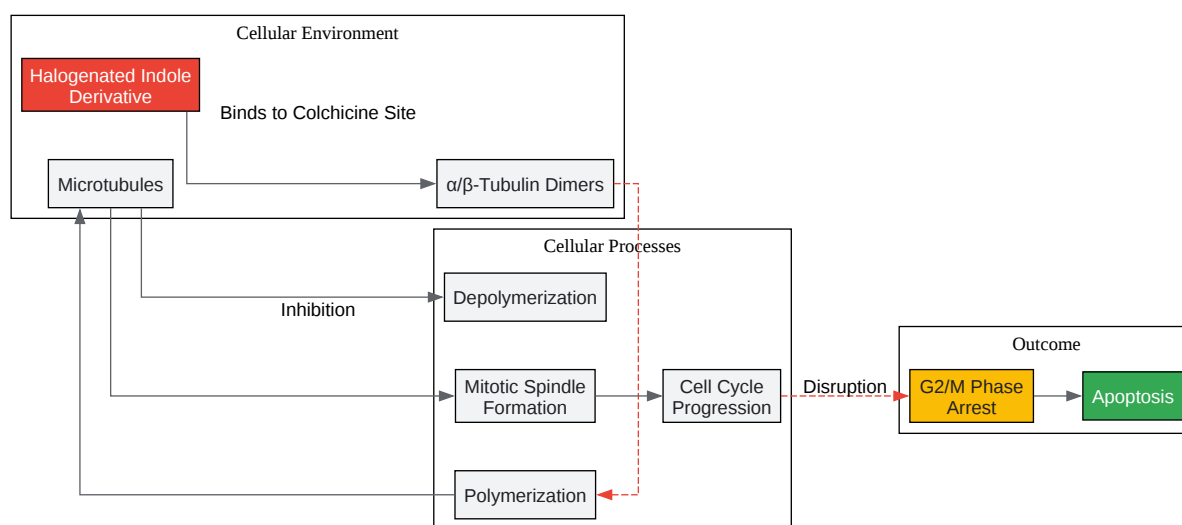 Cellular Environment
Halogenated Indole
Derivative
Binds to Colchicine Site
Microtubules
α/β-Tubulin Dimers
Cellular Processes
Depolymerization
Inhibition
Outcome
Mitotic Spindle
Formation
Cell Cycle
Progression
Disruption
G2/M Phase
Arrest
Apoptosis
Polymerization